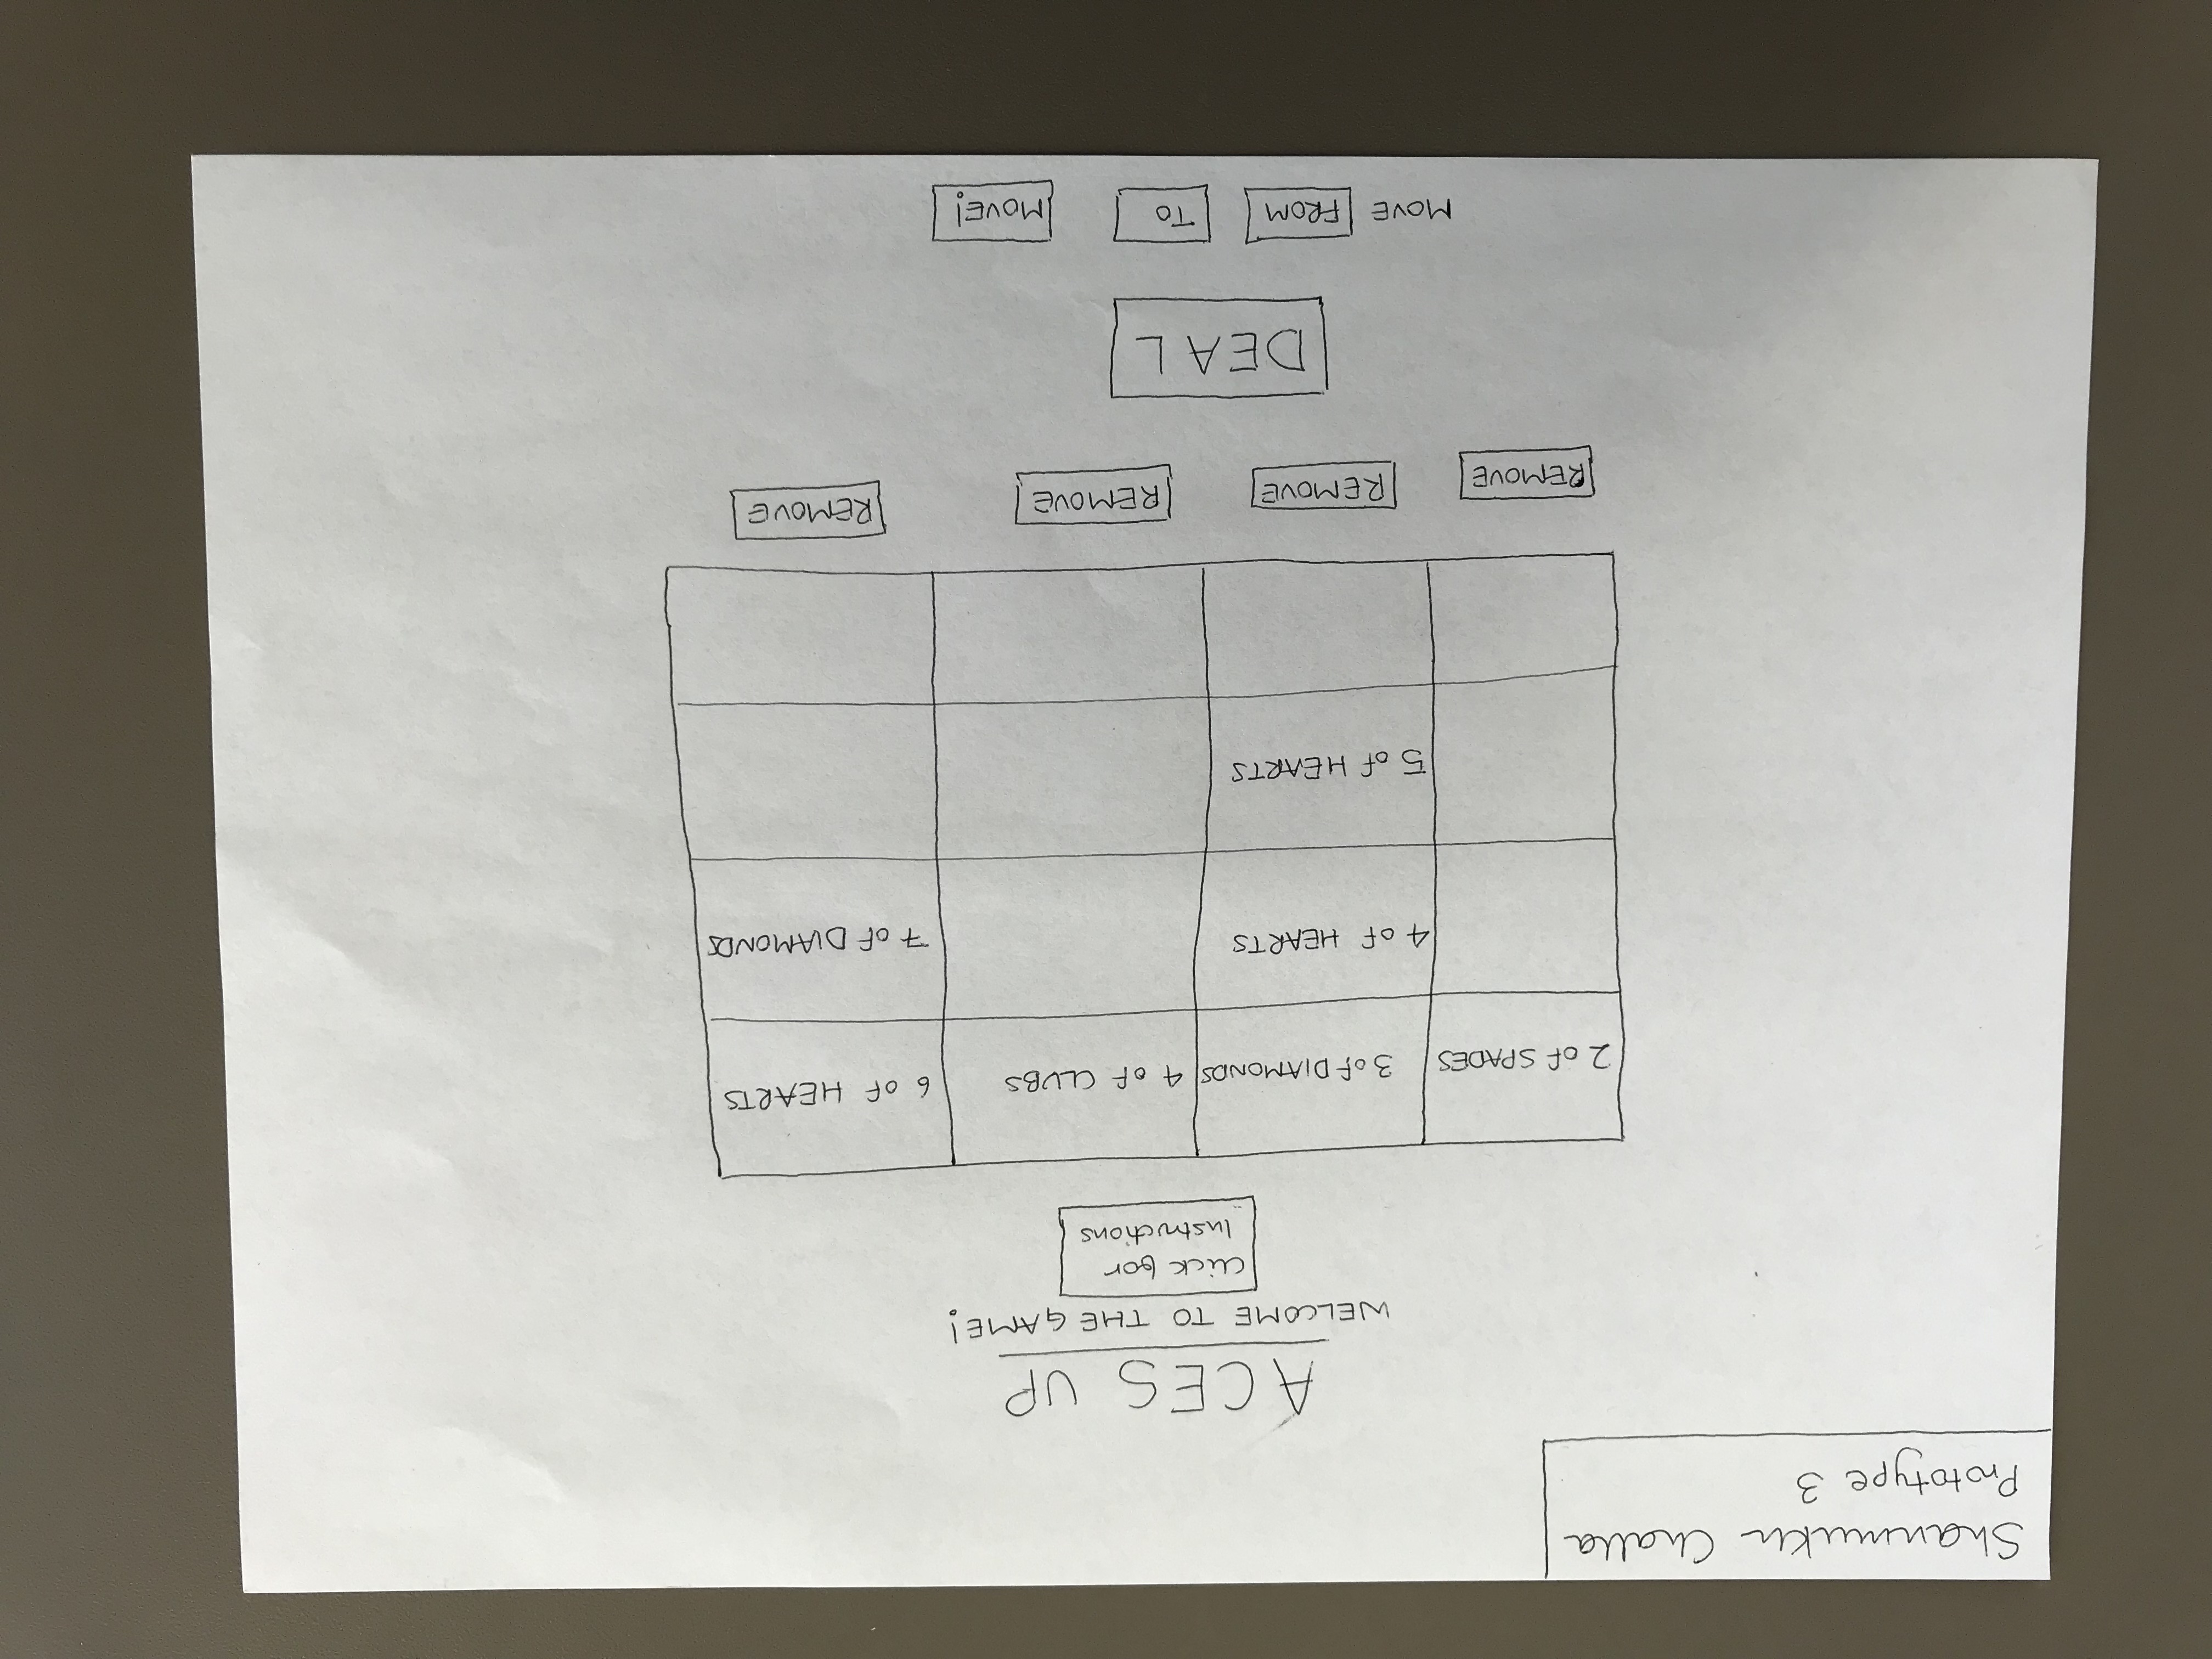 Shanmukh Challa
Prototype 3
ACES UP
WELCOME TO THE GAME!
Click for
Instructions
2 of SPADES 3 of DIAMONDS 4 of CLUBS 6 of HEARTS
4 of HEARTS 7 of DIAMONDS
5 of HEARTS
REMOVE REMOVE REMOVE REMOVE
DEAL
MOVE FROM TO MOVE!